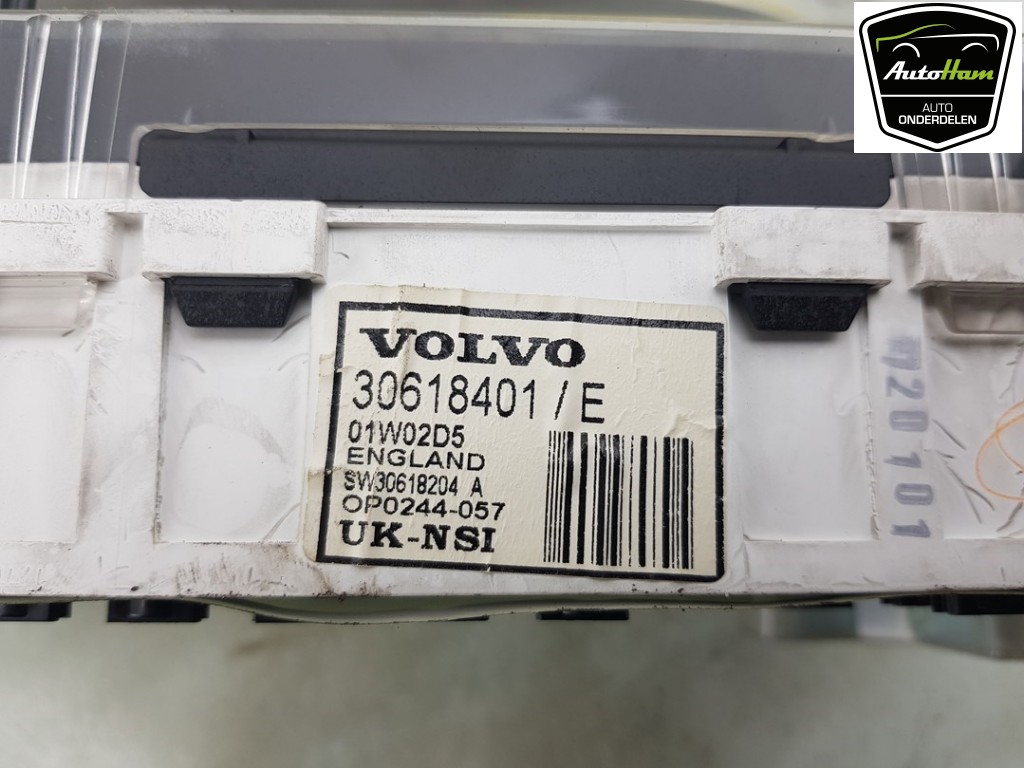 AutoHam
AUTO
ONDERDELEN
VOLVO
30618401 / E
01W02D5
ENGLAND
SW30618204 A
OP0244-057
UK-NSI